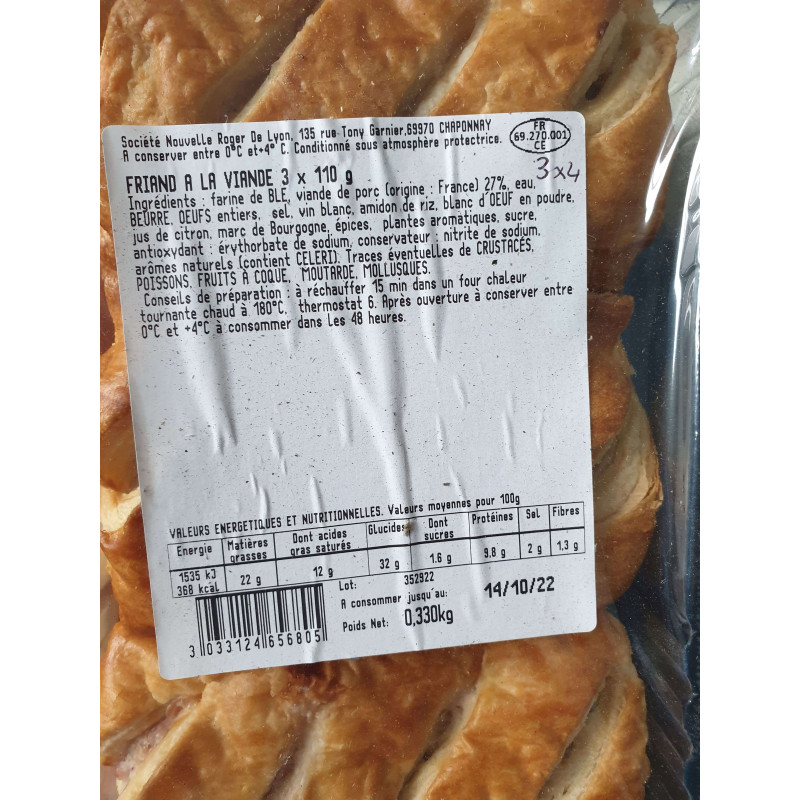 Société Nouvelle Roger De Lyon, 135 rue Tony Garnier,69970 CHAPONNAY
A conserver entre 0°C et+4° C. Conditionné sous atmosphère protectrice.
FR
69.270.001
CE
FRIAND A LA VIANDE 3 x 110 g
3x4
Ingrédients : farine de BLE, viande de porc (origine : France) 27%, eau,
BEURRE, OEUFS entiers, sel, vin blanc, amidon de riz, blanc d'OEUF en poudre,
jus de citron, marc de Bourgogne, épices, plantes aromatiques, sucre,
antioxydant : érythorbate de sodium, conservateur : nitrite de sodium,
arômes naturels (contient CELERI). Traces éventuelles de CRUSTACÉS,
POISSONS, FRUITS À COQUE, MOUTARDE, MOLLUSQUES.
Conseils de préparation : à réchauffer 15 min dans un four chaleur
tournante chaud à 180°C, thermostat 6. Après ouverture à conserver entre
0°C et +4°C à consommer dans les 48 heures.
VALEURS ENERGETIQUES ET NUTRITIONNELLES. Valeurs moyennes pour 100g
Energie Matières grasses Dont acides gras saturés Glucides Dont sucres Protéines Sel Fibres
1535 kJ 368 kcal 22 g 12 g 32 g 1.6 g 9.8 g 2 g 1.3 g
Lot: 352922
A consommer jusqu'au: 14/10/22
Poids Net: 0,330kg
3 033124 656805